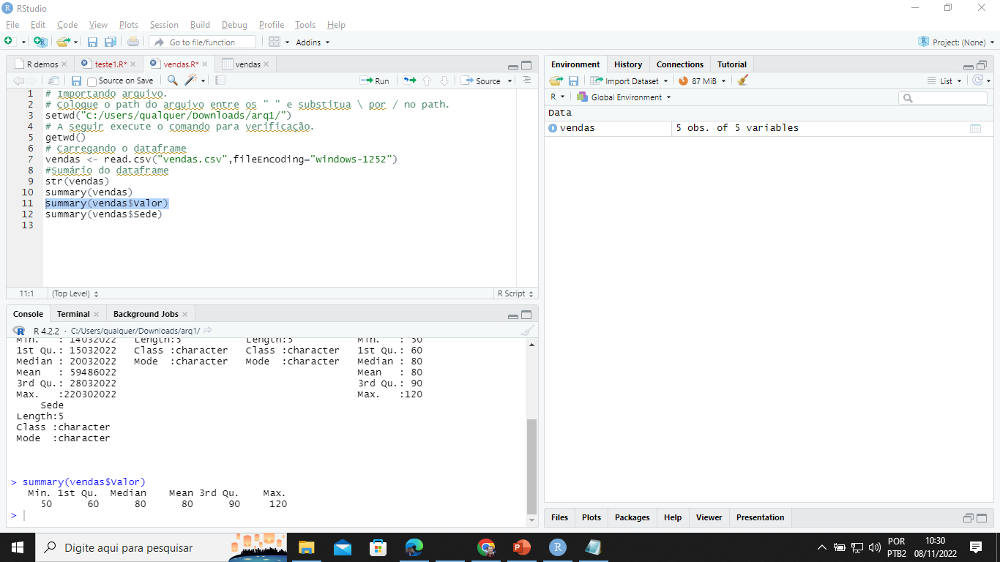 RStudio
File Edit Code View Plots Session Build Debug Profile Tools Help
Go to file/function
Addins
Project: (None)
R demos
teste1.R*
vendas.R*
vendas
Source on Save
Run
Source
1 # Importando arquivo.
2 # Coloque o path do arquivo entre os " " e substitua \ por / no path.
3 setwd("C:/Users/qualquer/Downloads/arq1/")
4 # A seguir execute o comando para verificação.
5 getwd()
6 # Carregando o dataframe
7 vendas <- read.csv("vendas.csv",fileEncoding="windows-1252")
8 #Sumário do dataframe
9 str(vendas)
10 summary(vendas)
11 summary(vendas$Valor)
12 summary(vendas$Sede)
13
11:1 (Top Level) R Script
Console Terminal Background Jobs
R 4.2.2 · C:/Users/qualquer/Downloads/arq1/
Min. : 14032022 Length:5 Length:5 Min. : 50
1st Qu.: 15032022 Class :character Class :character 1st Qu.: 60
Median : 20032022 Mode :character Mode :character Median : 80
Mean : 59486022 Mean : 80
3rd Qu.: 28032022 3rd Qu.: 90
Max. :220302022 Max. :120
Sede
Length:5
Class :character
Mode :character
> summary(vendas$Valor)
Min. 1st Qu. Median Mean 3rd Qu. Max.
50 60 80 80 90 120
>
Environment History Connections Tutorial
Import Dataset 87 MiB List
R Global Environment
Data
vendas 5 obs. of 5 variables
Files Plots Packages Help Viewer Presentation
Digite aqui para pesquisar
POR
PTB2
10:30
08/11/2022